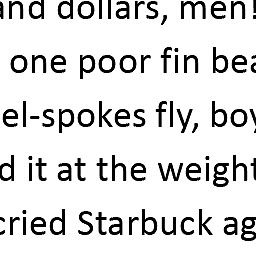 and dollars, men!
one poor fin bea
el-spokes fly, boy
d it at the weight
cried Starbuck ag